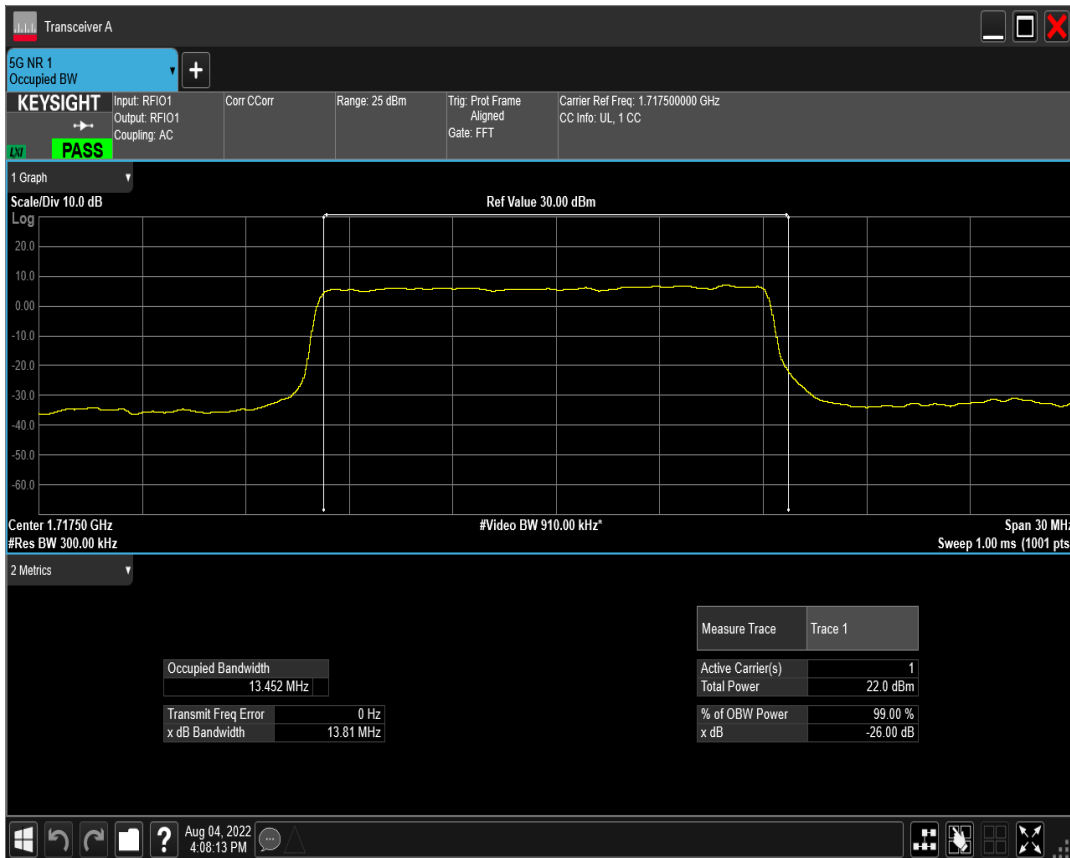 Transceiver A
5G NR 1
Occupied BW
+
KEYSIGHT
LXI
PASS
Input: RFIO1
Output: RFIO1
Coupling: AC
Corr CCorr
Range: 25 dBm
Trig: Prot Frame
Aligned
Gate: FFT
Carrier Ref Freq: 1.717500000 GHz
CC Info: UL, 1 CC
1 Graph
Scale/Div 10.0 dB
Ref Value 30.00 dBm
Log
20.0
10.0
0.00
-10.0
-20.0
-30.0
-40.0
-50.0
-60.0
Center 1.71750 GHz
#Video BW 910.00 kHz*
Span 30 MHz
#Res BW 300.00 kHz
Sweep 1.00 ms (1001 pts
2 Metrics
Measure Trace Trace 1
Occupied Bandwidth
13.452 MHz
Active Carrier(s) 1
Total Power 22.0 dBm
Transmit Freq Error 0 Hz
x dB Bandwidth 13.81 MHz
% of OBW Power 99.00 %
x dB -26.00 dB
?
Aug 04, 2022
4:08:13 PM